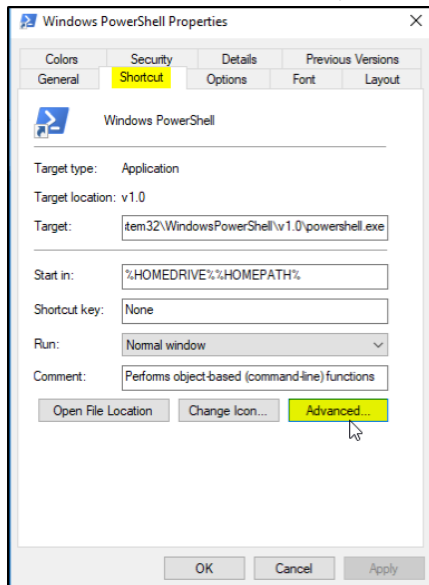 Windows PowerShell Properties
Colors Security Details Previous Versions
General Shortcut Options Font Layout
Windows PowerShell
Target type: Application
Target location: v1.0
Target: tem32\WindowsPowerShell\v1.0\powershell.exe
Start in: %HOMEDRIVE%%HOMEPATH%
Shortcut key: None
Run: Normal window
Comment: Performs object-based (command-line) functions
Open File Location Change Icon... Advanced...
OK Cancel Apply